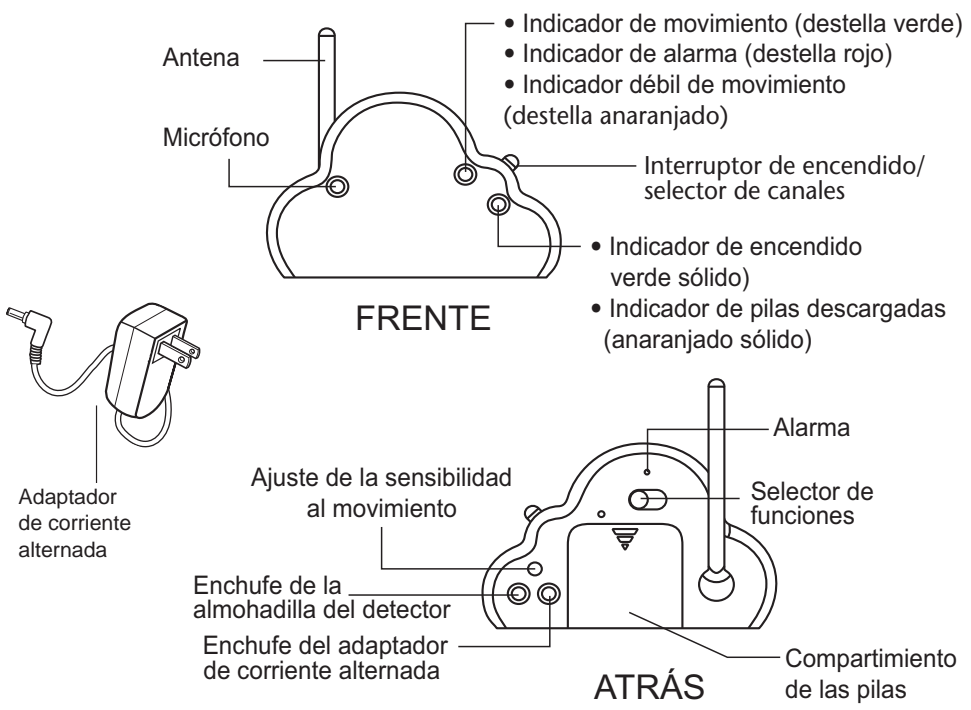 Antena
Micrófono
• Indicador de movimiento (destella verde)
• Indicador de alarma (destella rojo)
• Indicador débil de movimiento
(destella anaranjado)
Interruptor de encendido/
selector de canales
• Indicador de encendido
verde sólido)
• Indicador de pilas descargadas
(anaranjado sólido)
FRENTE
Adaptador
de corriente
alternada
Ajuste de la sensibilidad
al movimiento
Enchufe de la
almohadilla del detector
Enchufe del adaptador
de corriente alternada
Alarma
Selector de
funciones
Compartimiento
de las pilas
ATRÁS